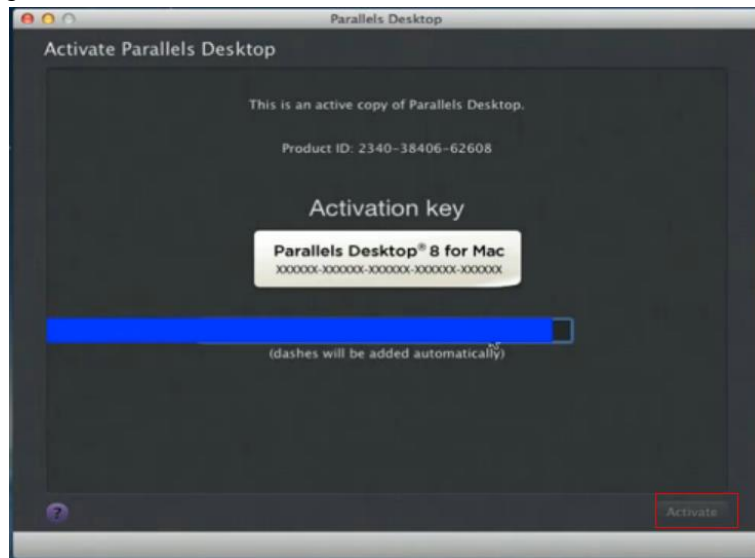 Parallels Desktop
Activate Parallels Desktop
This is an active copy of Parallels Desktop.
Product ID: 2340-38406-62608
Activation key
Parallels Desktop® 8 for Mac
XXXXXX-XXXXXX-XXXXXX-XXXXXX-XXXXXX
(dashes will be added automatically)
?
Activate